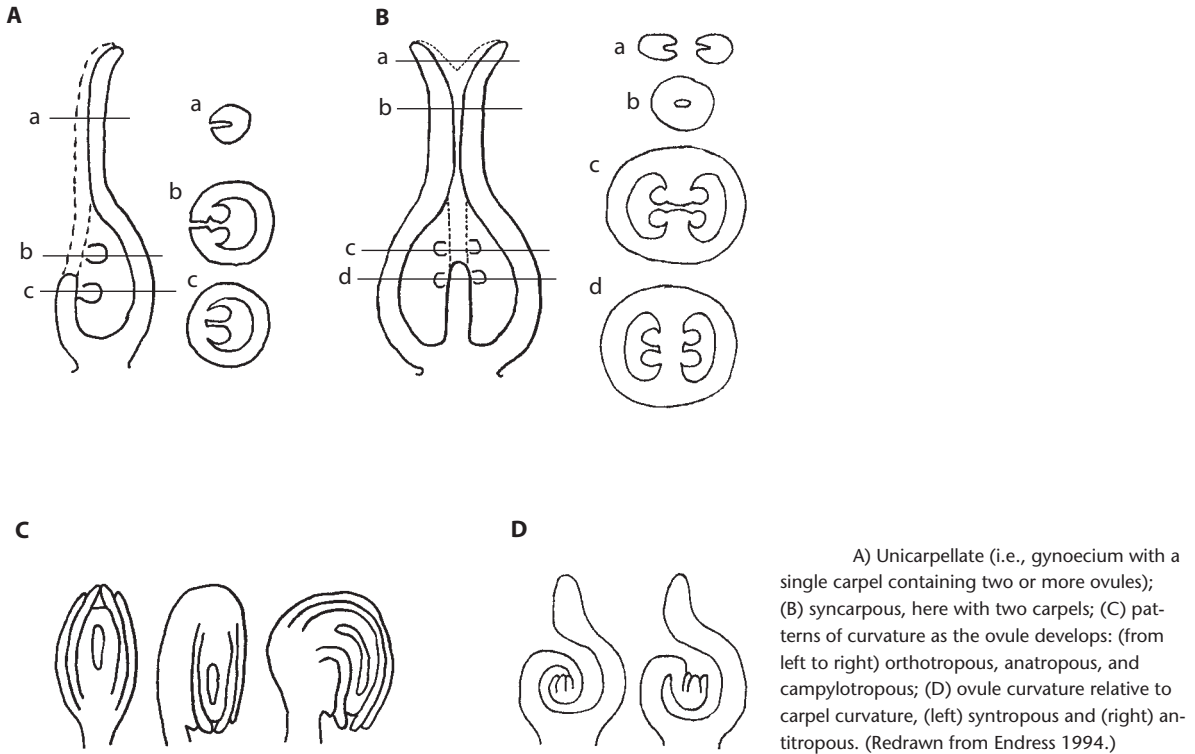 A
B
a
a
b
a
b
a
b
c
b
b
c
c
c
d
c
d
C
D
A) Unicarpellate (i.e., gynoecium with a
single carpel containing two or more ovules);
(B) syncarpous, here with two carpels; (C) pat-
terns of curvature as the ovule develops: (from
left to right) orthotropous, anatropous, and
campylotropous; (D) ovule curvature relative to
carpel curvature, (left) syntropous and (right) an-
titropous. (Redrawn from Endress 1994.)